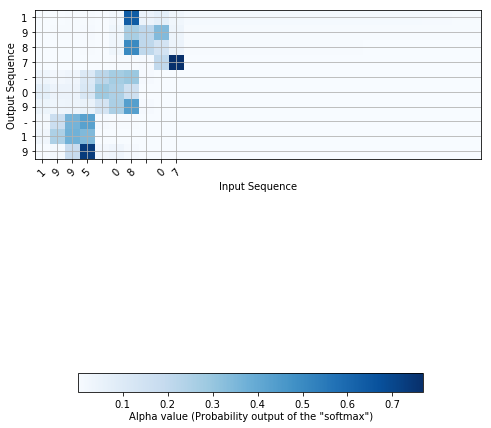 Output Sequence
1
9
8
7
-
0
9
-
1
9
1 9 9 5 0 8 0 7
Input Sequence
0.1 0.2 0.3 0.4 0.5 0.6 0.7
Alpha value (Probability output of the "softmax")